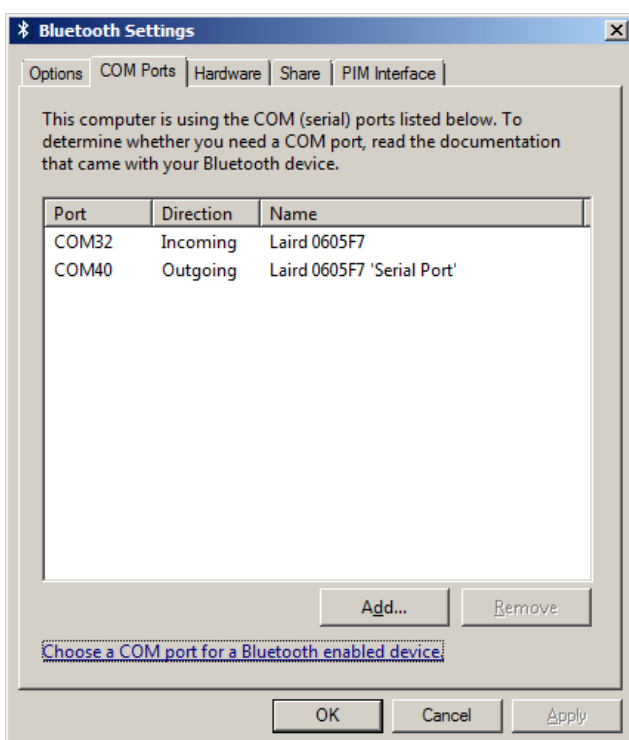 Bluetooth Settings
Options COM Ports Hardware Share PIM Interface
This computer is using the COM (serial) ports listed below. To
determine whether you need a COM port, read the documentation
that came with your Bluetooth device.
Port Direction Name
COM32 Incoming Laird 0605F7
COM40 Outgoing Laird 0605F7 'Serial Port'
Add... Remove
Choose a COM port for a Bluetooth enabled device.
OK Cancel Apply